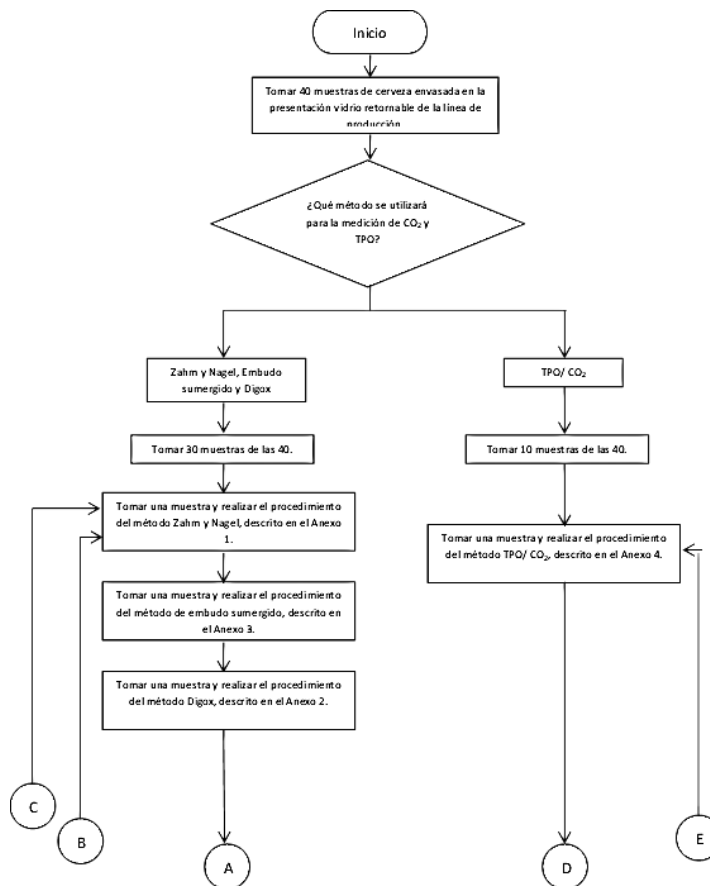 Inicio
Tomar 40 muestras de cerveza envasada en la
presentación vidrio retornable de la línea de
producción.
¿Qué método se utilizará
para la medición de CO₂ y
TPO?
Zahm y Nagel, Embudo
sumergido y Digox
TPO/ CO₂
Tomar 30 muestras de las 40.
Tomar 10 muestras de las 40.
Tomar una muestra y realizar el procedimiento
del método Zahm y Nagel, descrito en el Anexo
1.
Tomar una muestra y realizar el procedimiento
del método TPO/ CO₂, descrito en el Anexo 4.
Tomar una muestra y realizar el procedimiento
del método de embudo sumergido, descrito en
el Anexo 3.
Tomar una muestra y realizar el procedimiento
del método Digox, descrito en el Anexo 2.
C
B
A
D
E